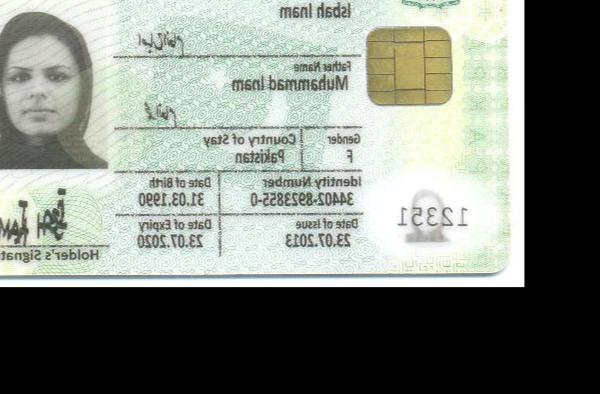 Isbah Inam
Father Name
Muhammad Inam
Gender
F
Country of Stay
Pakistan
Identity Number
34402-8923855-0
Date of Birth
31.03.1990
Date of Issue
23.07.2013
Date of Expiry
23.07.2020
Holder's Signat